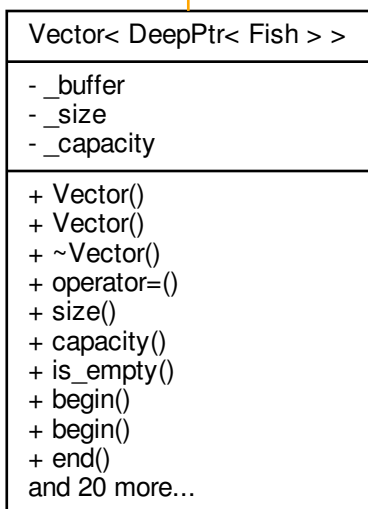 Vector< DeepPtr< Fish > >
- _buffer
- _size
- _capacity
+ Vector()
+ Vector()
+ ~Vector()
+ operator=()
+ size()
+ capacity()
+ is_empty()
+ begin()
+ begin()
+ end()
and 20 more...